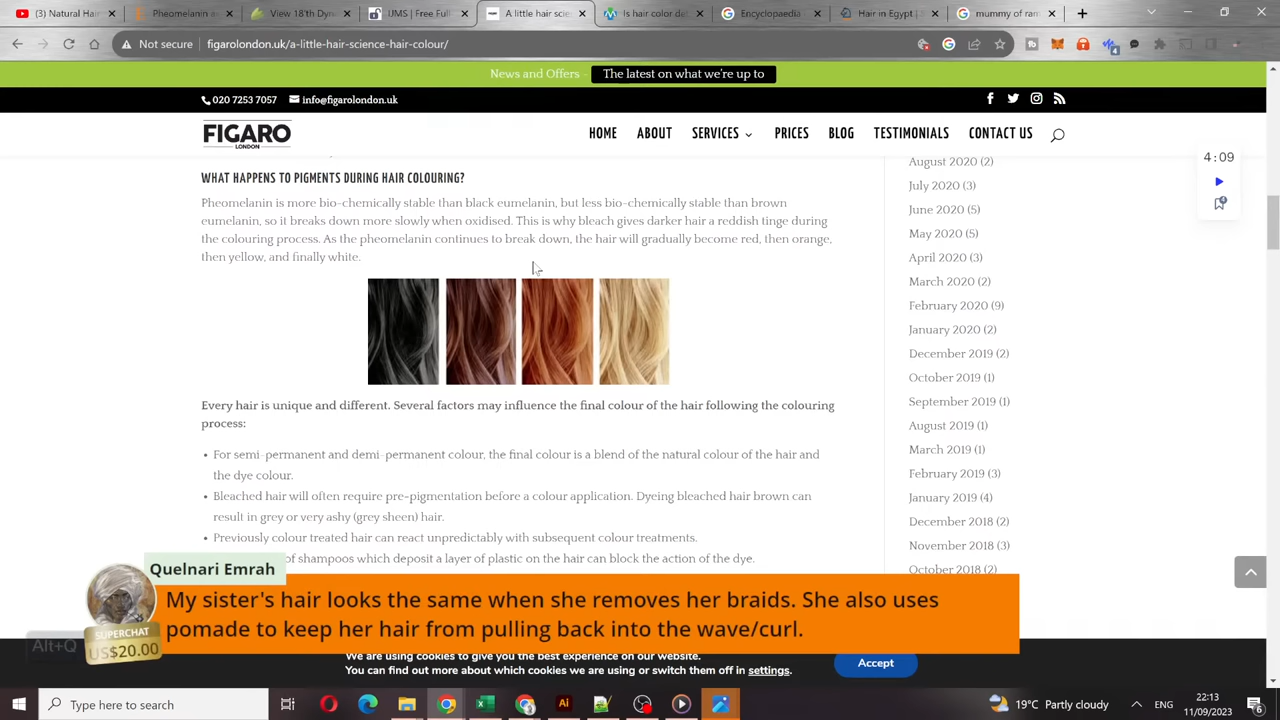 (3) Natural
Pheomelani
View 18th Dyn
UMS | Free Full
A little hair scie
Is hair color de
Braezopaedia
Hair in Egypt |
mummy of ram
Not secure
figarolondon.uk/a-little-hair-science-hair-colour/
News and Offers - The latest on what we're up to
020 7253 7057 info@figarolondon.uk
FIGARO
LONDON
HOME ABOUT SERVICES PRICES BLOG TESTIMONIALS CONTACT US
WHAT HAPPENS TO PIGMENTS DURING HAIR COLOURING?
Pheomelanin is more bio-chemically stable than black eumelanin, but less bio-chemically stable than brown
eumelanin, so it breaks down more slowly when oxidised. This is why bleach gives darker hair a reddish tinge during
the colouring process. As the pheomelanin continues to break down, the hair will gradually become red, then orange,
then yellow, and finally white.
Every hair is unique and different. Several factors may influence the final colour of the hair following the colouring
process:
• For semi-permanent and demi-permanent colour, the final colour is a blend of the natural colour of the hair and
the dye colour.
• Bleached hair will often require pre-pigmentation before a colour application. Dyeing bleached hair brown can
result in grey or very ashy (grey sheen) hair.
• Previously colour treated hair can react unpredictably with subsequent colour treatments.
of shampoos which deposit a layer of plastic on the hair can block the action of the dye.
August 2020 (2)
July 2020 (3)
June 2020 (5)
May 2020 (5)
April 2020 (3)
March 2020 (2)
February 2020 (9)
January 2020 (2)
December 2019 (2)
October 2019 (1)
September 2019 (1)
August 2019 (1)
March 2019 (1)
February 2019 (3)
January 2019 (4)
December 2018 (2)
November 2018 (3)
October 2018 (2)
4:09
Quelnari Emrah
My sister's hair looks the same when she removes her braids. She also uses
pomade to keep her hair from pulling back into the wave/curl.
SUPERCHAT
US$20.00
Alt+Q
We are using cookies to give you the best experience on our website.
You can find out more about which cookies we are using or switch them off in settings.
Accept
Type here to search
19°C Partly cloudy
ENG
22:13
11/09/2023
6